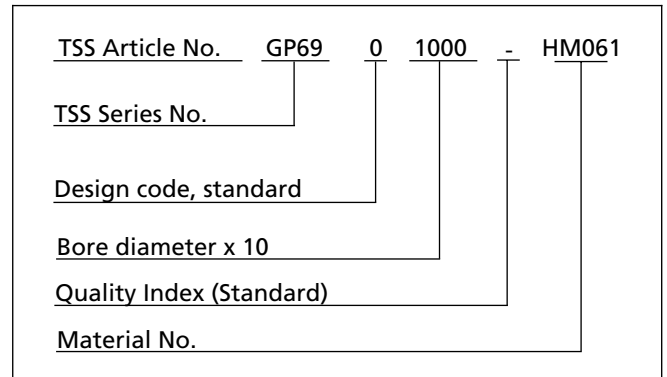 TSS Article No. GP69 0 1000 - HM061
TSS Series No.
Design code, standard
Bore diameter x 10
Quality Index (Standard)
Material No.